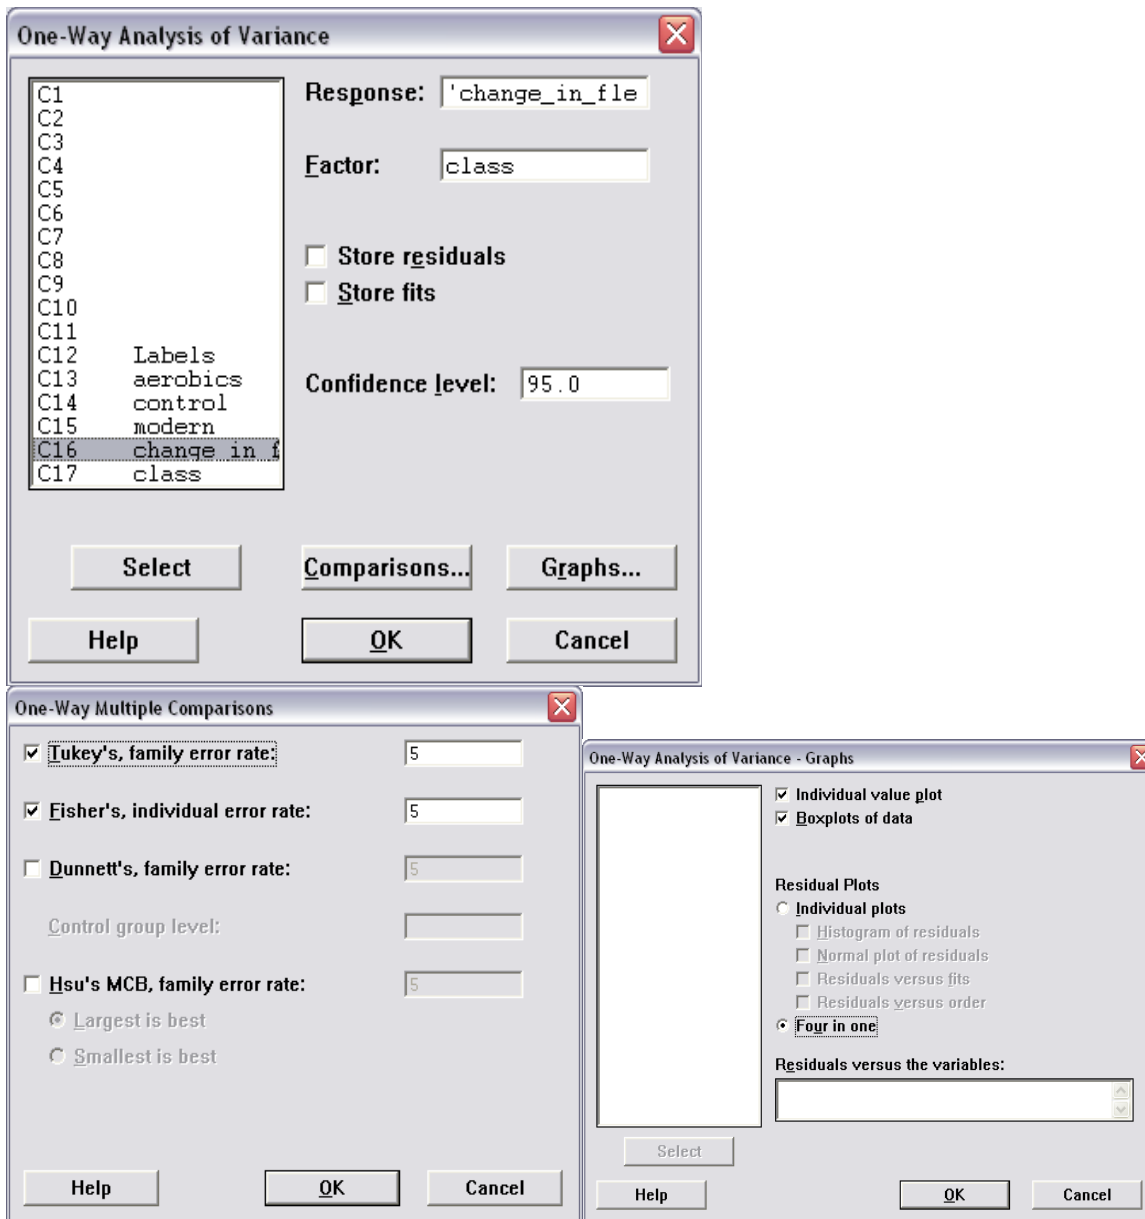 One-Way Analysis of Variance
C1
C2
C3
C4
C5
C6
C7
C8
C9
C10
C11
C12 Labels
C13 aerobics
C14 control
C15 modern
C16 change in f
C17 class
Response: 'change_in_fle
Factor: class
Store residuals
Store fits
Confidence level: 95.0
Select
Comparisons...
Graphs...
Help
OK
Cancel
One-Way Multiple Comparisons
Tukey's, family error rate: 5
Fisher's, individual error rate: 5
Dunnett's, family error rate: 5
Control group level:
Hsu's MCB, family error rate: 5
Largest is best
Smallest is best
Help
OK
Cancel
One-Way Analysis of Variance - Graphs
Individual value plot
Boxplots of data
Residual Plots
Individual plots
Histogram of residuals
Normal plot of residuals
Residuals versus fits
Residuals versus order
Four in one
Residuals versus the variables:
Select
Help
OK
Cancel